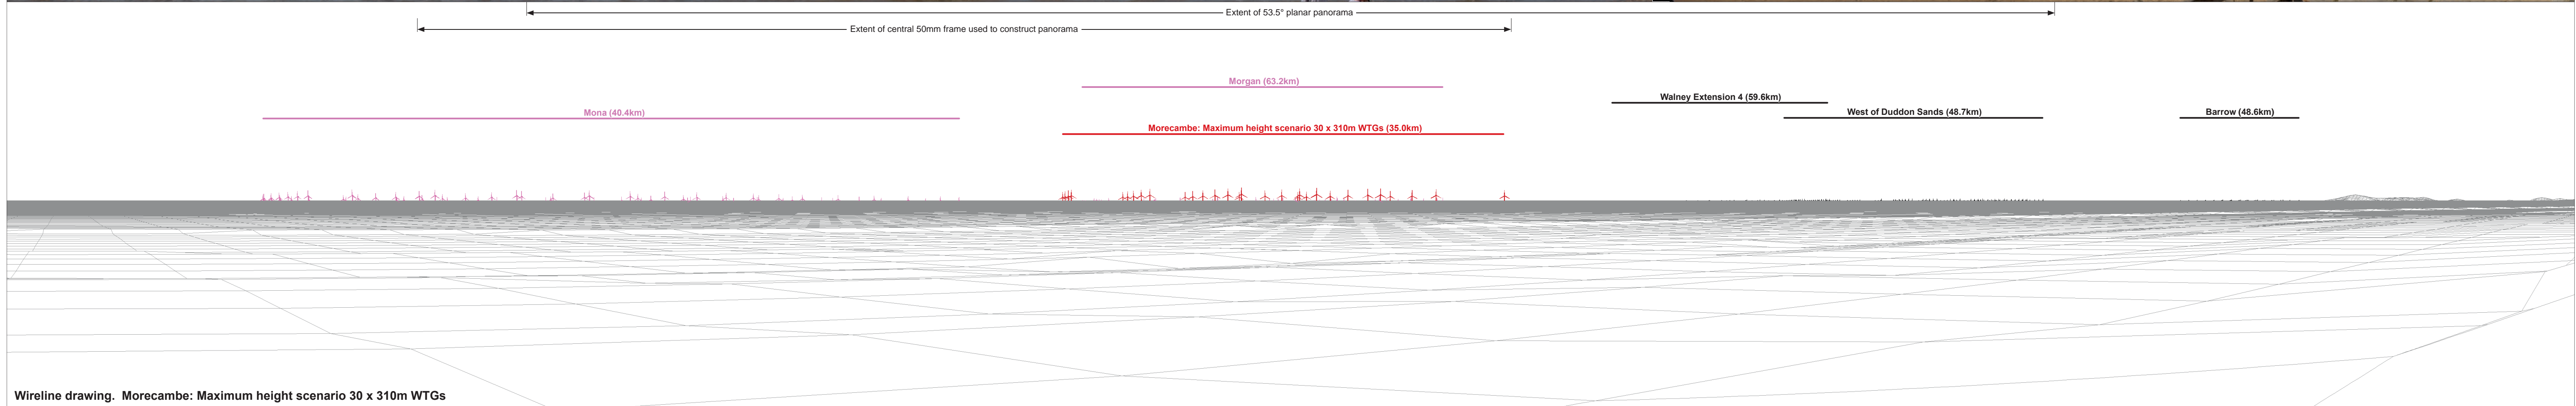 Extent of 53.5° planar panorama
Extent of central 50mm frame used to construct panorama
Morgan (63.2km)
Walney Extension 4 (59.6km)
Mona (40.4km)
West of Duddon Sands (48.7km)
Barrow (48.6km)
Morecambe: Maximum height scenario 30 x 310m WTGs (35.0km)
Wireline drawing. Morecambe: Maximum height scenario 30 x 310m WTGs